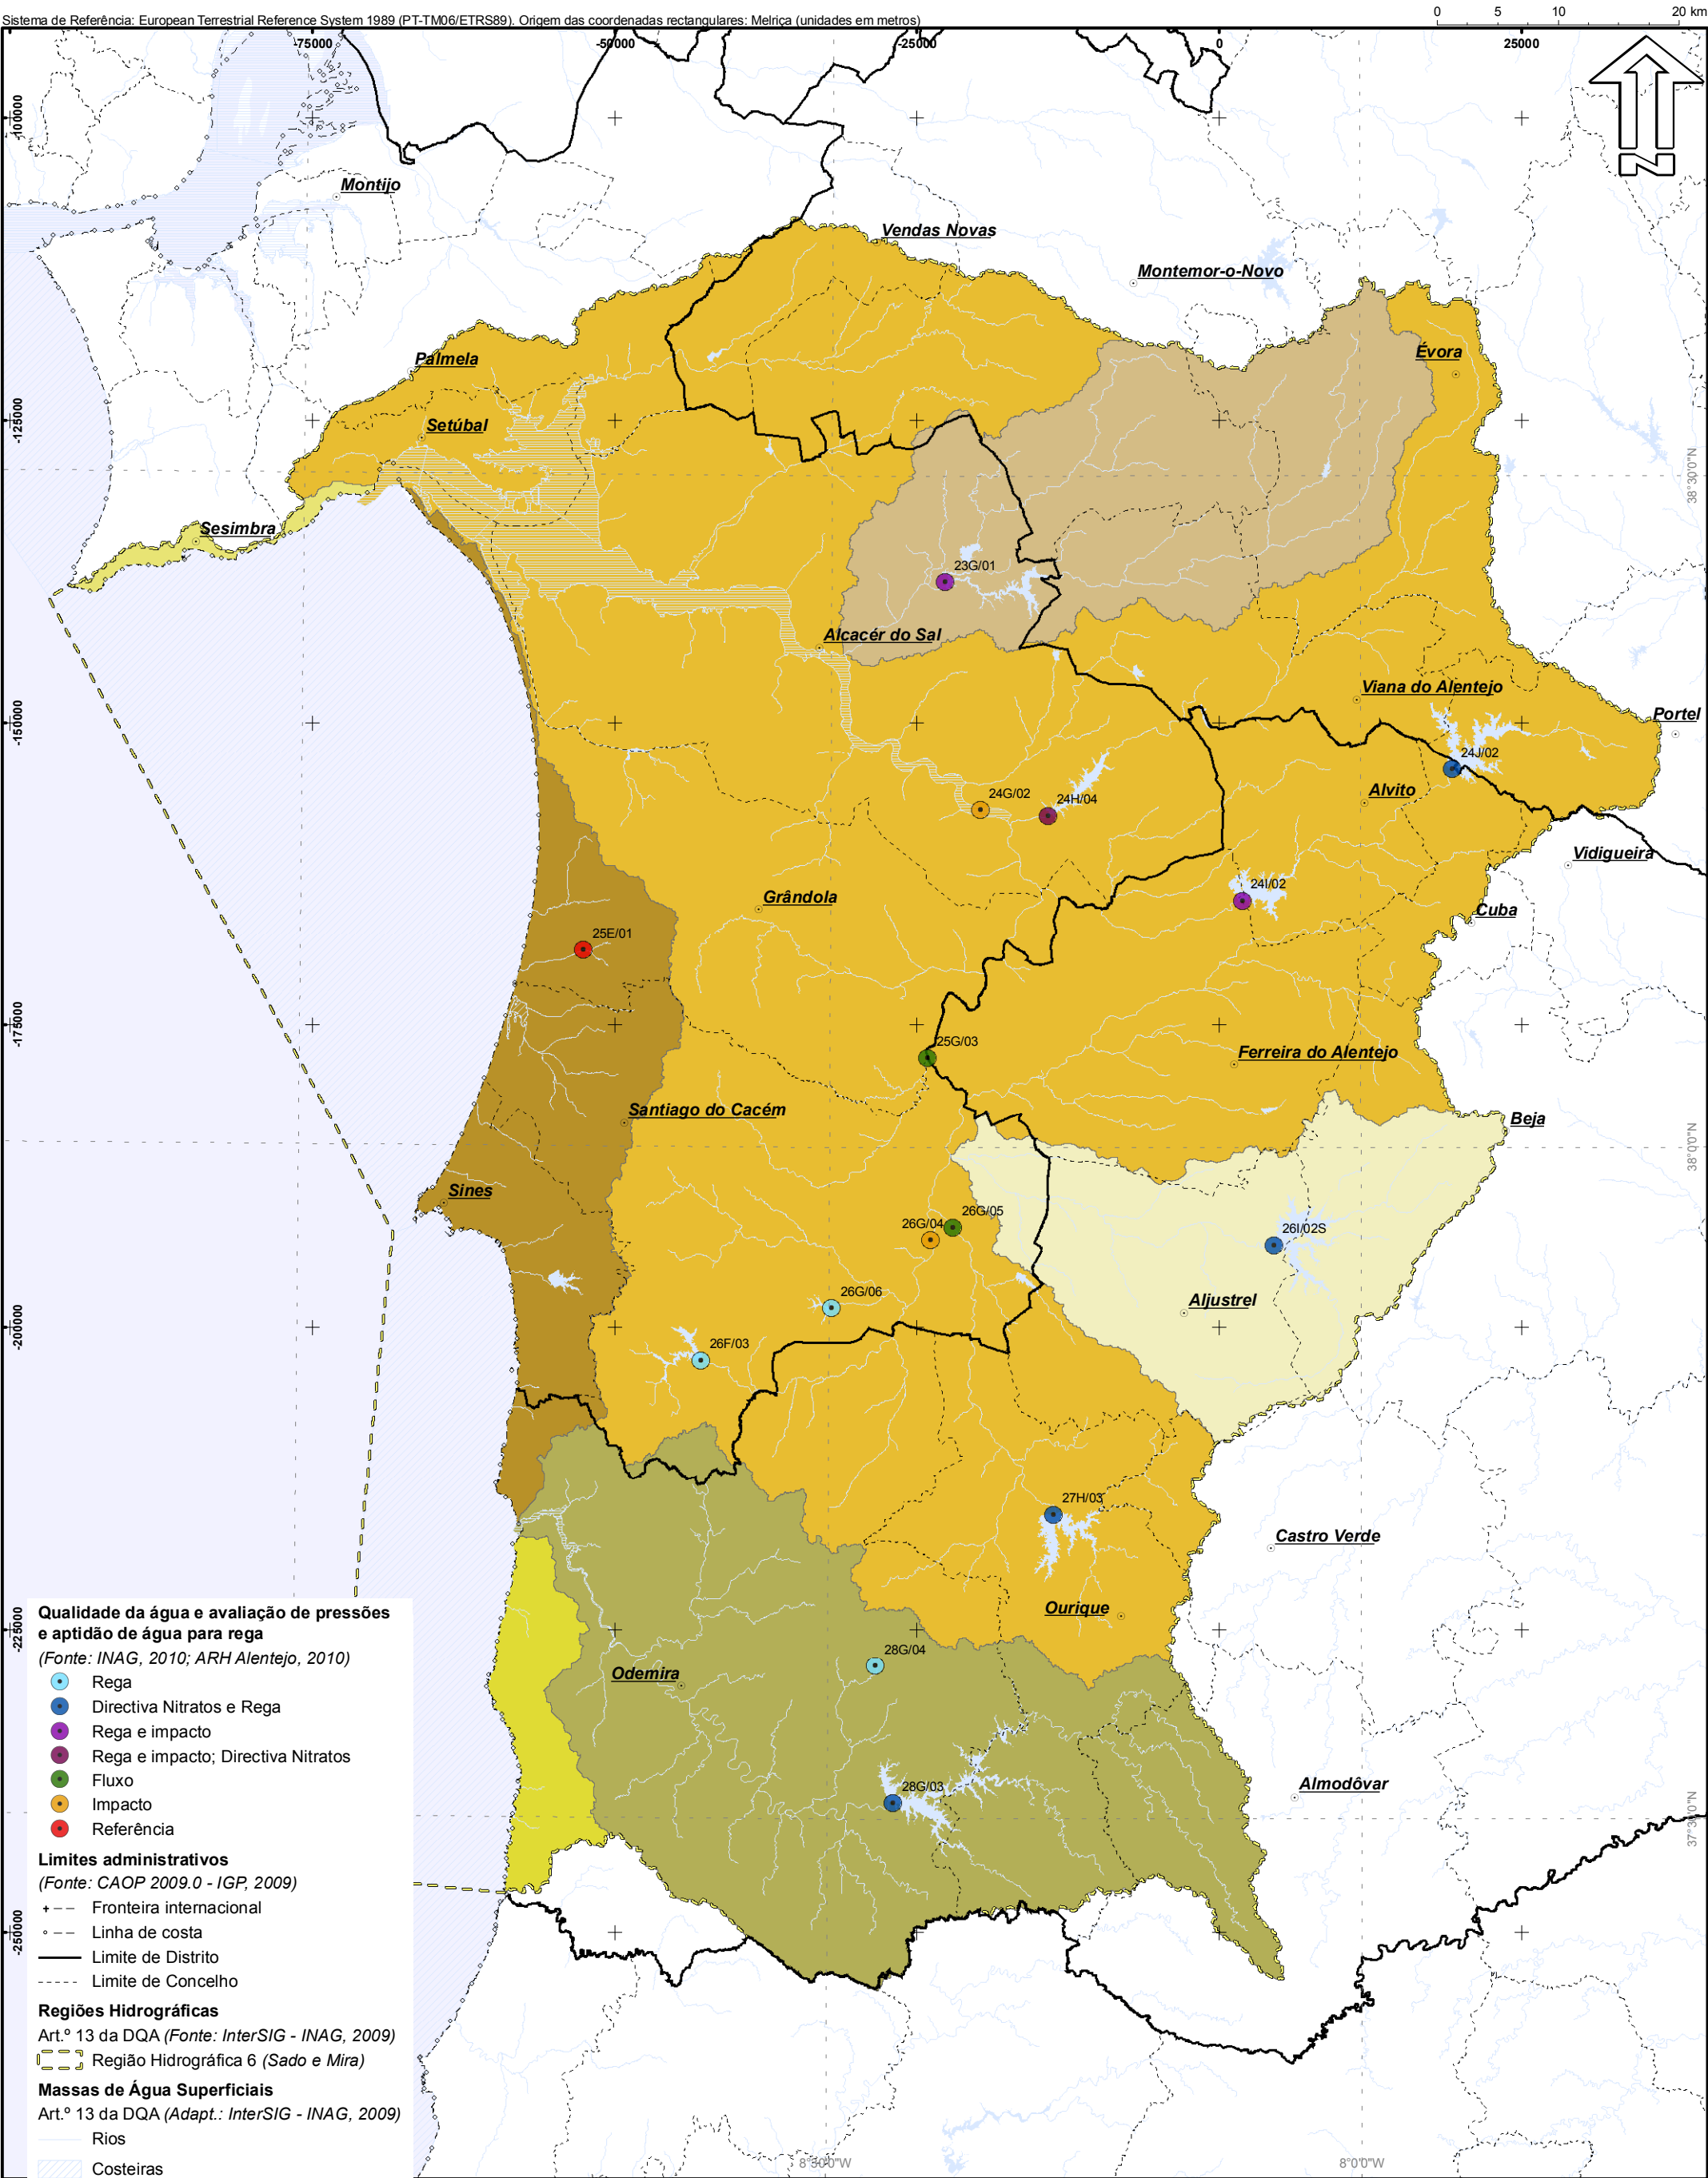 Sistema de Referência: European Terrestrial Reference System 1989 (PT-TM06/ETRS89). Origem das coordenadas rectangulares: Melriça (unidades em metros)
0 5 10 20 km
-75000 -50000 -25000 0 25000
-100000
Montijo
Vendas Novas
Montemor-o-Novo
Palmela
Évora
-125000
Setúbal
38°30'0"N
Sesimbra
23G/01
Alcacér do Sal
Viana do Alentejo
-150000
Portel
24J/02
24G/02
24H/04
Alvito
Vidigueira
24I/02
Grândola
Cuba
25E/01
-175000
25G/03
Ferreira do Alentejo
Santiago do Cacém
Beja
38°0'0"N
Sines
26G/04
26G/05
26I/02S
26G/06
Aljustrel
-200000
26F/03
27H/03
Castro Verde
Ourique
-225000
28G/04
Odemira
28G/03
Almodôvar
37°30'0"N
-250000
Qualidade da água e avaliação de pressões
e aptidão de água para rega
(Fonte: INAG, 2010; ARH Alentejo, 2010)
Rega
Directiva Nitratos e Rega
Rega e impacto
Rega e impacto; Directiva Nitratos
Fluxo
Impacto
Referência
Limites administrativos
(Fonte: CAOP 2009.0 - IGP, 2009)
Fronteira internacional
Linha de costa
Limite de Distrito
Limite de Concelho
Regiões Hidrográficas
Art.º 13 da DQA (Fonte: InterSIG - INAG, 2009)
Região Hidrográfica 6 (Sado e Mira)
Massas de Água Superficiais
Art.º 13 da DQA (Adapt.: InterSIG - INAG, 2009)
Rios
Costeiras
8°30'0"W
8°0'0"W
N